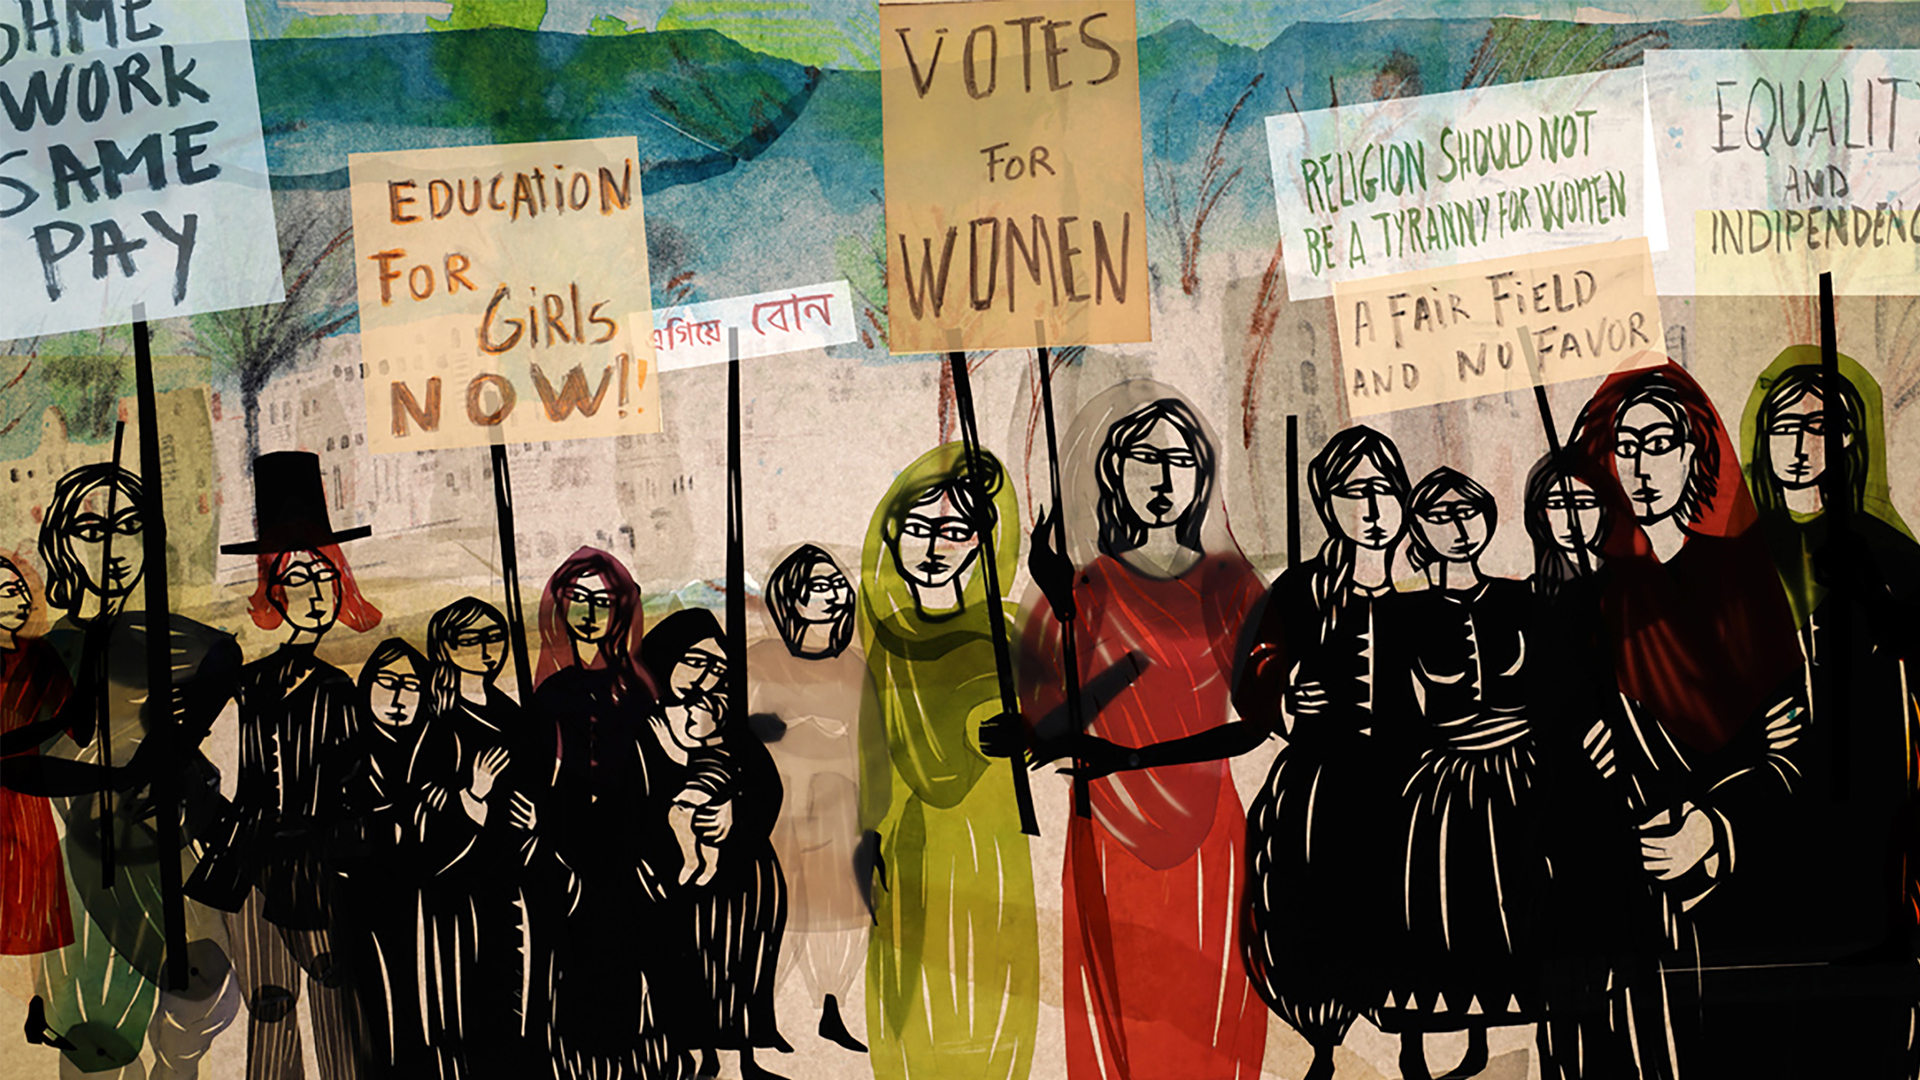 SAME
WORK
SAME
PAY
EDUCATION
FOR
GIRLS
NOW!!
এগিয়ে বোন
VOTES
FOR
WOMEN
RELIGION SHOULD NOT
BE A TYRANNY FOR WOMEN
A FAIR FIELD
AND NO FAVOR
EQUALITY
AND
INDIPENDENC